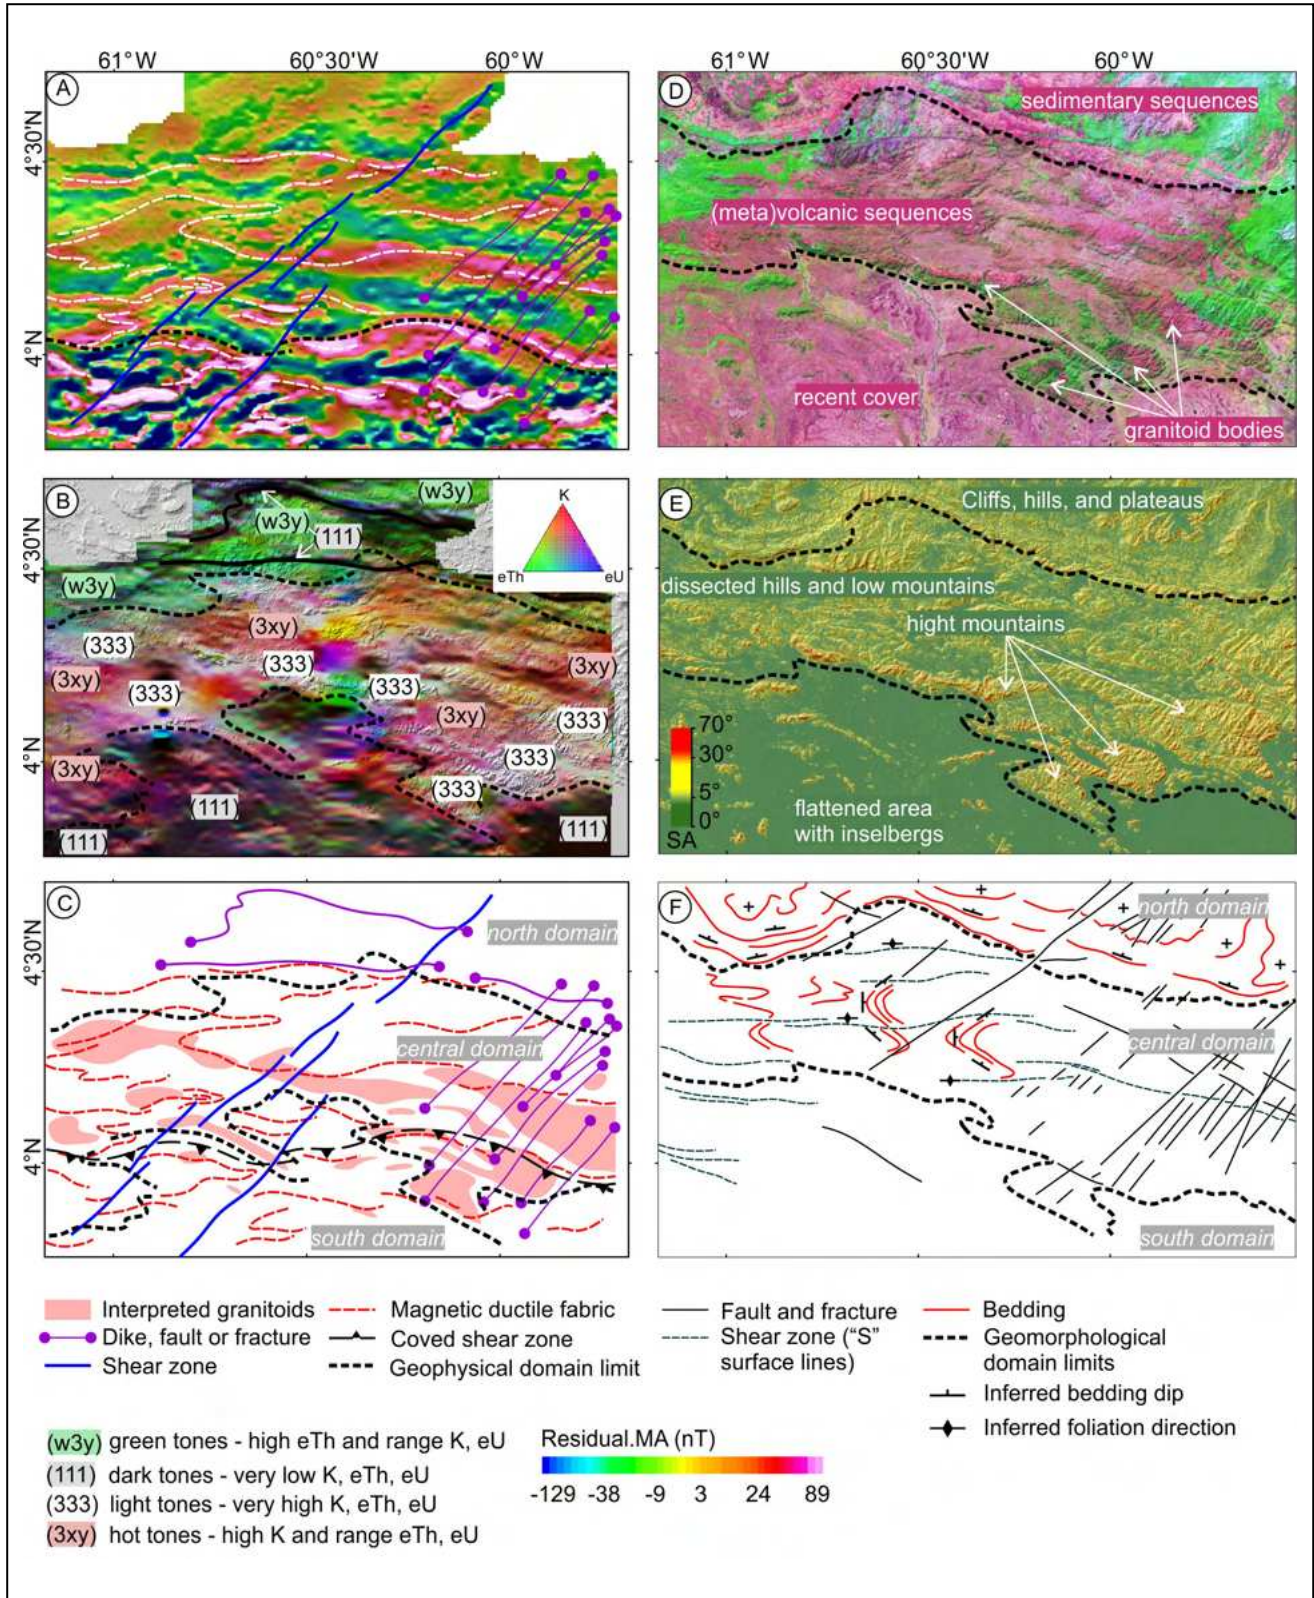 61°W 60°30'W 60°W
4°30'N
4°N
A
61°W 60°30'W 60°W
D
sedimentary sequences
(meta)volcanic sequences
recent cover
granitoid bodies
4°30'N
4°N
B
(w3y)
(w3y)
(111)
K
eTh
eU
(w3y)
(3xy)
(333)
(333)
(3xy)
(3xy)
(333)
(333)
(3xy)
(333)
(333)
(3xy)
(333)
(111)
(111)
(111)
E
Cliffs, hills, and plateaus
dissected hills and low mountains
hight mountains
70°
30°
5°
0°
SA
flattened area
with inselbergs
4°30'N
4°N
C
north domain
central domain
south domain
F
north domain
central domain
south domain
Interpreted granitoids
Dike, fault or fracture
Shear zone
Magnetic ductile fabric
Coved shear zone
Geophysical domain limit
Fault and fracture
Shear zone ("S"
surface lines)
Bedding
Geomorphological
domain limits
Inferred bedding dip
Inferred foliation direction
(w3y) green tones - high eTh and range K, eU
(111) dark tones - very low K, eTh, eU
(333) light tones - very high K, eTh, eU
(3xy) hot tones - high K and range eTh, eU
Residual.MA (nT)
-129 -38 -9 3 24 89